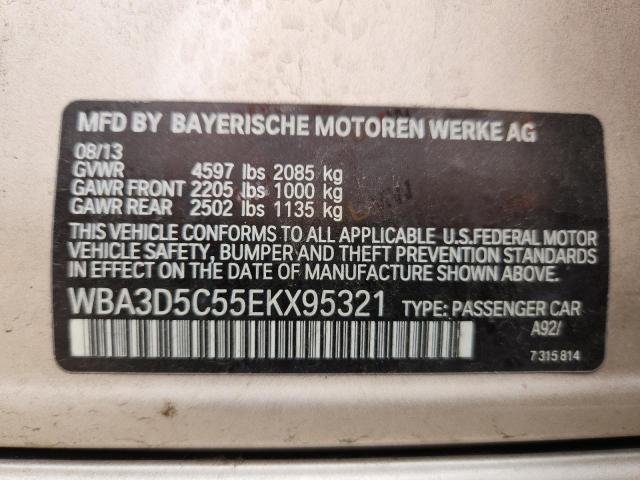 MFD BY BAYERISCHE MOTOREN WERKE AG
08/13
GVWR 4597 lbs 2085 kg
GAWR FRONT 2205 lbs 1000 kg
GAWR REAR 2502 lbs 1135 kg
THIS VEHICLE CONFORMS TO ALL APPLICABLE U.S.FEDERAL MOTOR
VEHICLE SAFETY, BUMPER AND THEFT PREVENTION STANDARDS
IN EFFECT ON THE DATE OF MANUFACTURE SHOWN ABOVE.
WBA3D5C55EKX95321 TYPE: PASSENGER CAR
A92/
7 315 814